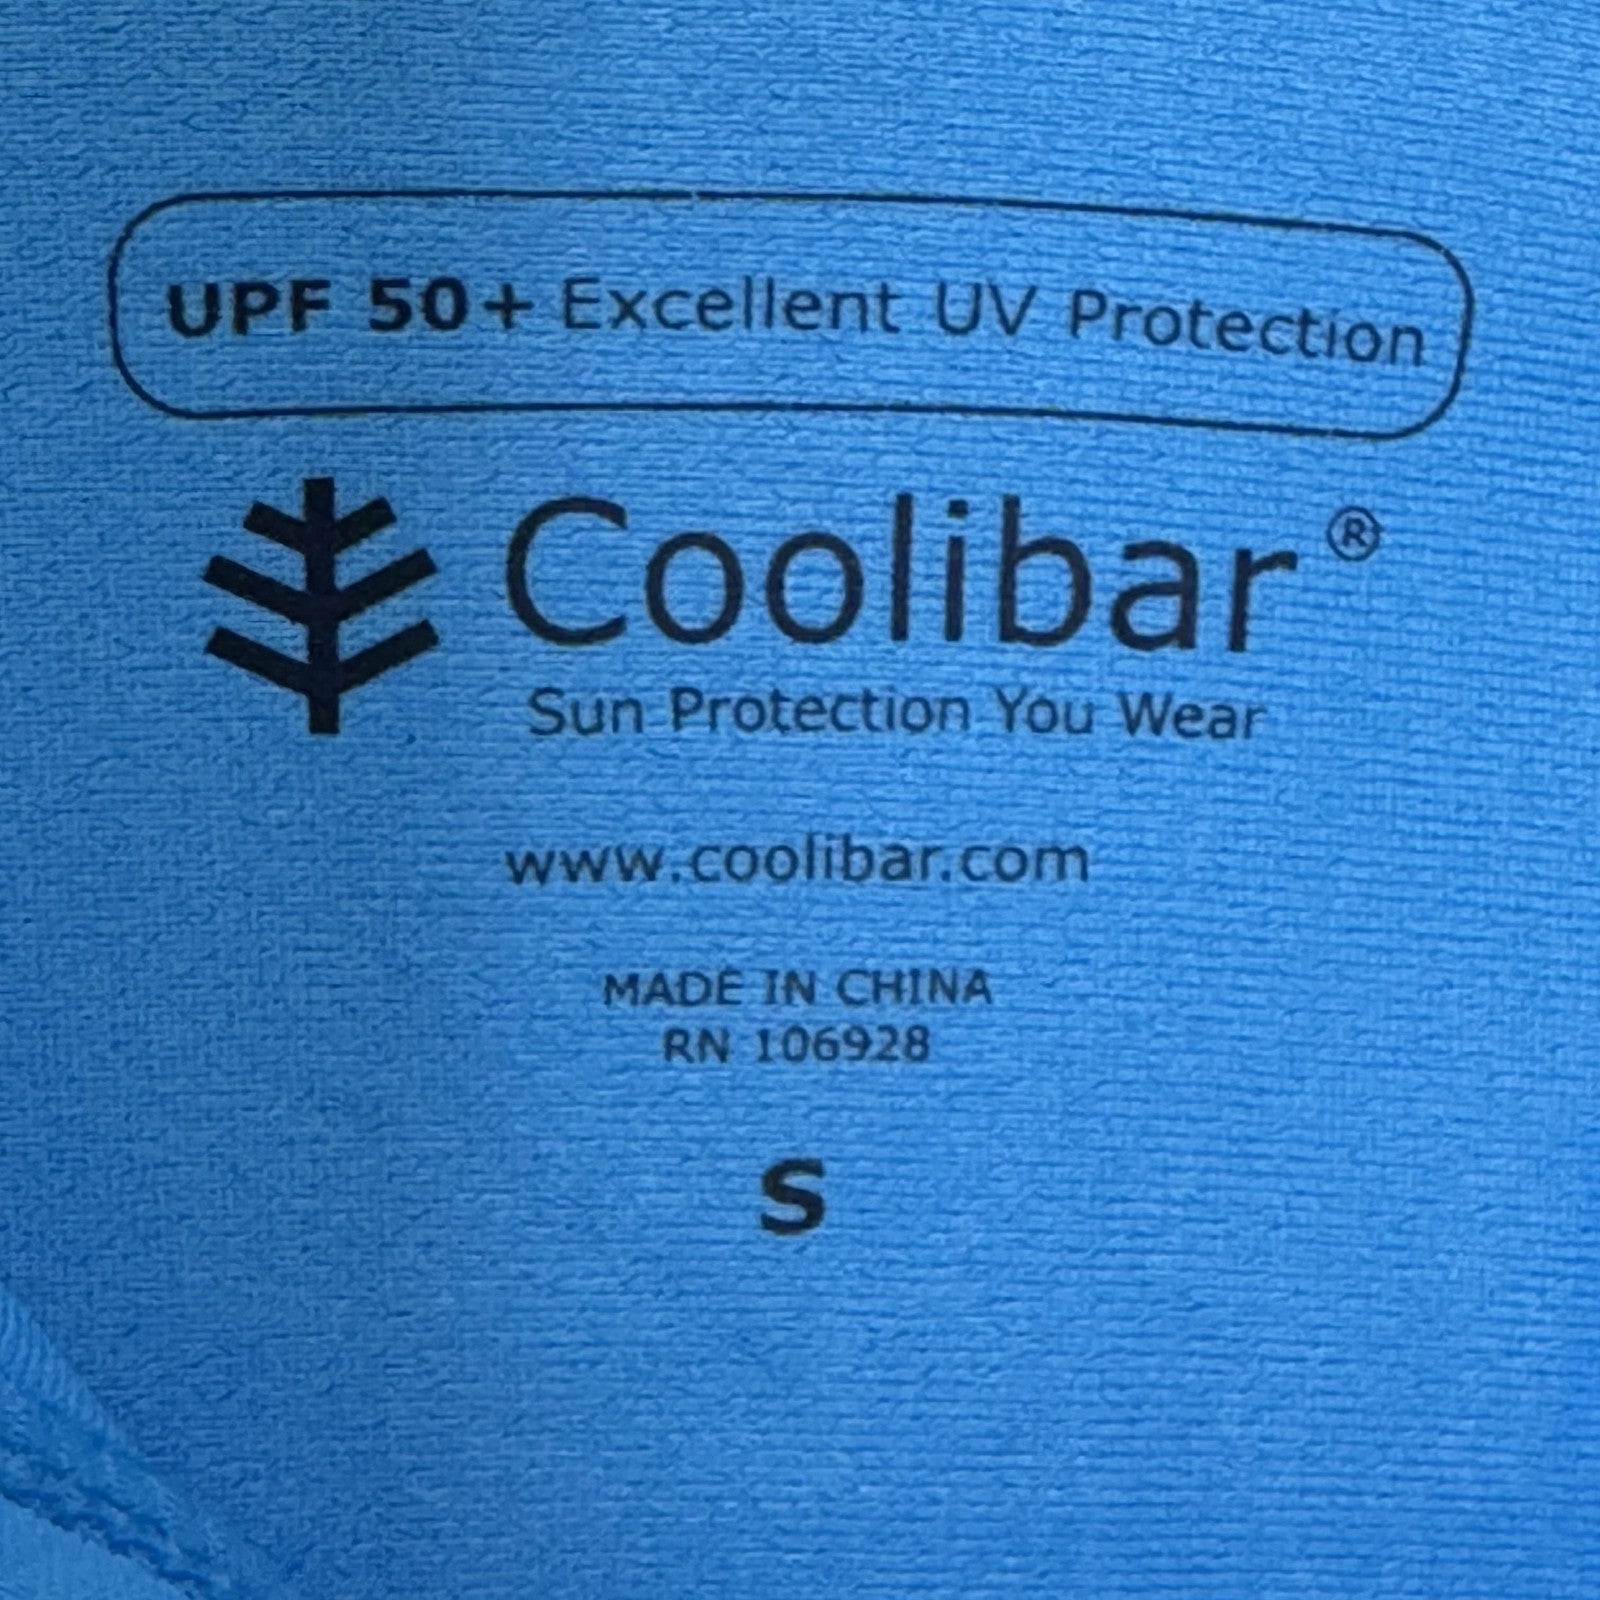 UPF 50+ Excellent UV Protection
Coolibar®
Sun Protection You Wear
www.coolibar.com
MADE IN CHINA
RN 106928
S